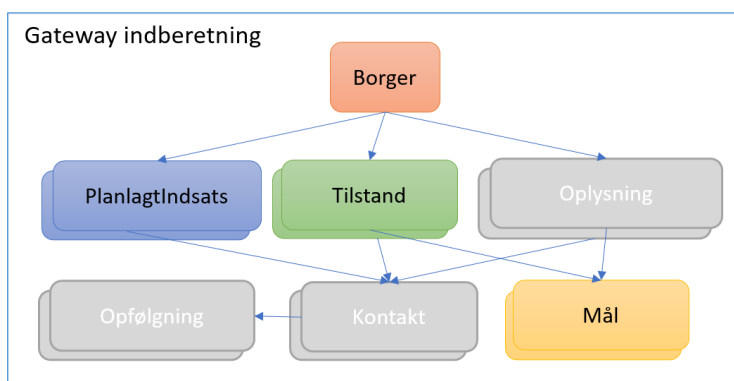 Gateway indberetning
Borger
PlanlagtIndsats
Tilstand
Oplysning
Opfølgning
Kontakt
Mål